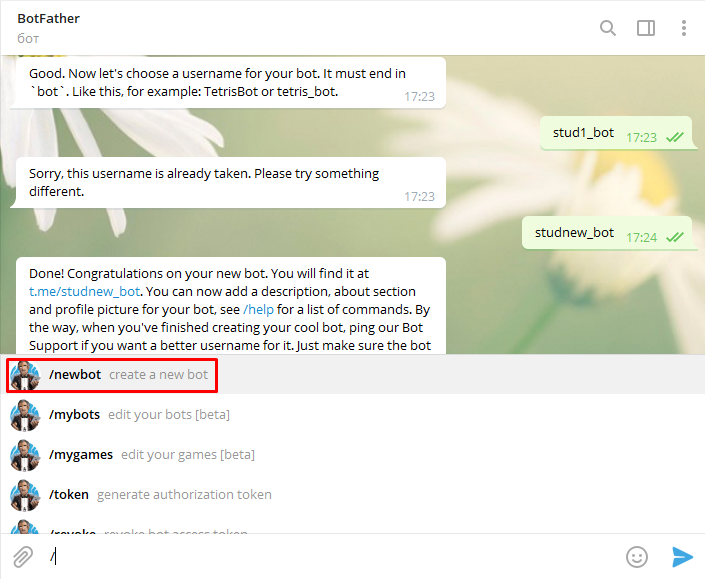 BotFather
бот
Good. Now let's choose a username for your bot. It must end in
`bot`. Like this, for example: TetrisBot or tetris_bot.
17:23
stud1_bot 17:23
Sorry, this username is already taken. Please try something
different.
17:23
studnew_bot 17:24
Done! Congratulations on your new bot. You will find it at
t.me/studnew_bot. You can now add a description, about section
and profile picture for your bot, see /help for a list of commands. By
the way, when you've finished creating your cool bot, ping our Bot
Support if you want a better username for it. Just make sure the bot
/newbot create a new bot
/mybots edit your bots [beta]
/mygames edit your games [beta]
/token generate authorization token
/revoke revoke bot access token
/